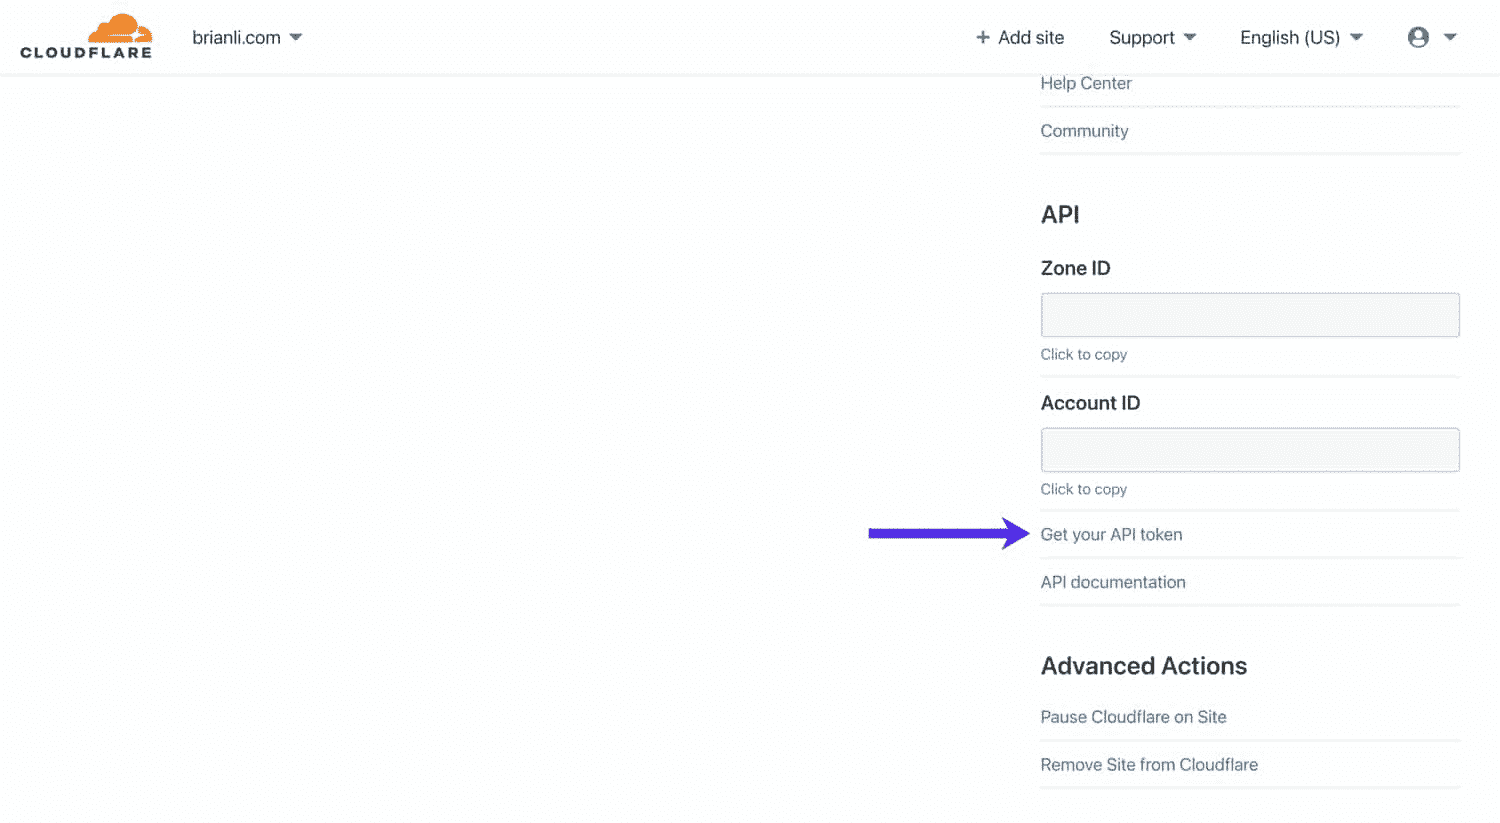 CLOUDFLARE
brianli.com
+ Add site
Support
English (US)
Help Center
Community
API
Zone ID
Click to copy
Account ID
Click to copy
Get your API token
API documentation
Advanced Actions
Pause Cloudflare on Site
Remove Site from Cloudflare